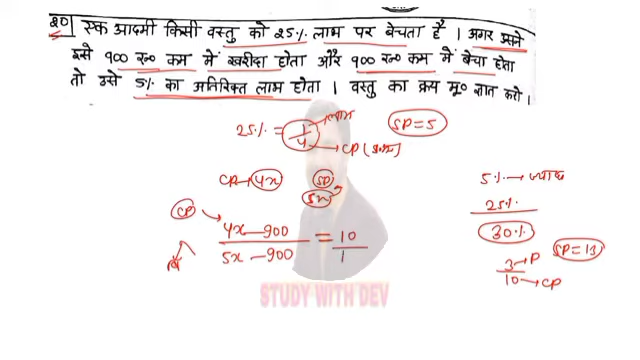 20| एक आदमी किसी वस्तु को 25% लाभ पर बेचता है । अगर उसने
इसे 900 रु० कम में खरीदा होता और 900 रु० कम में बेचा होता
तो उसे 5% का अतिरिक्त लाभ होता । वस्तु का क्रय मू० ज्ञात करो ।
25% = 1/4 → लाभ SP = 5
→ CP
CP → 4x SP
5x
5% → ज्यादा
25%
30%
CP → 4x - 900 / 5x - 900 = 10 / 1
SP = 13
3 → P
10 → CP
STUDY WITH DEV